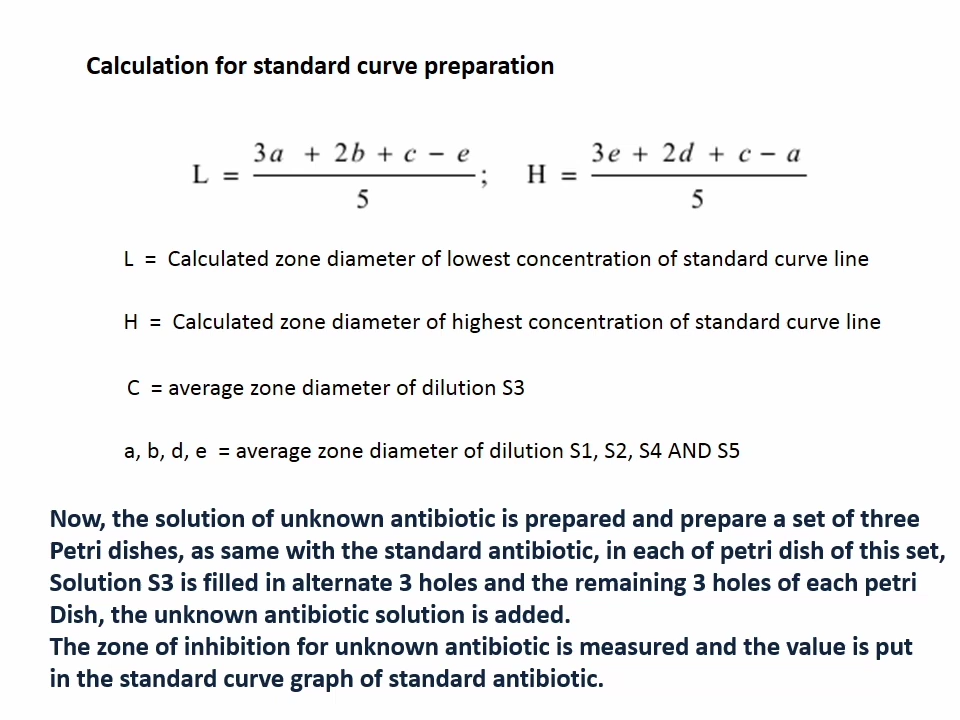 Calculation for standard curve preparation
L = (3a + 2b + c − e) / 5 ; H = (3e + 2d + c − a) / 5
L = Calculated zone diameter of lowest concentration of standard curve line
H = Calculated zone diameter of highest concentration of standard curve line
C = average zone diameter of dilution S3
a, b, d, e = average zone diameter of dilution S1, S2, S4 AND S5
Now, the solution of unknown antibiotic is prepared and prepare a set of three
Petri dishes, as same with the standard antibiotic, in each of petri dish of this set,
Solution S3 is filled in alternate 3 holes and the remaining 3 holes of each petri
Dish, the unknown antibiotic solution is added.
The zone of inhibition for unknown antibiotic is measured and the value is put
in the standard curve graph of standard antibiotic.